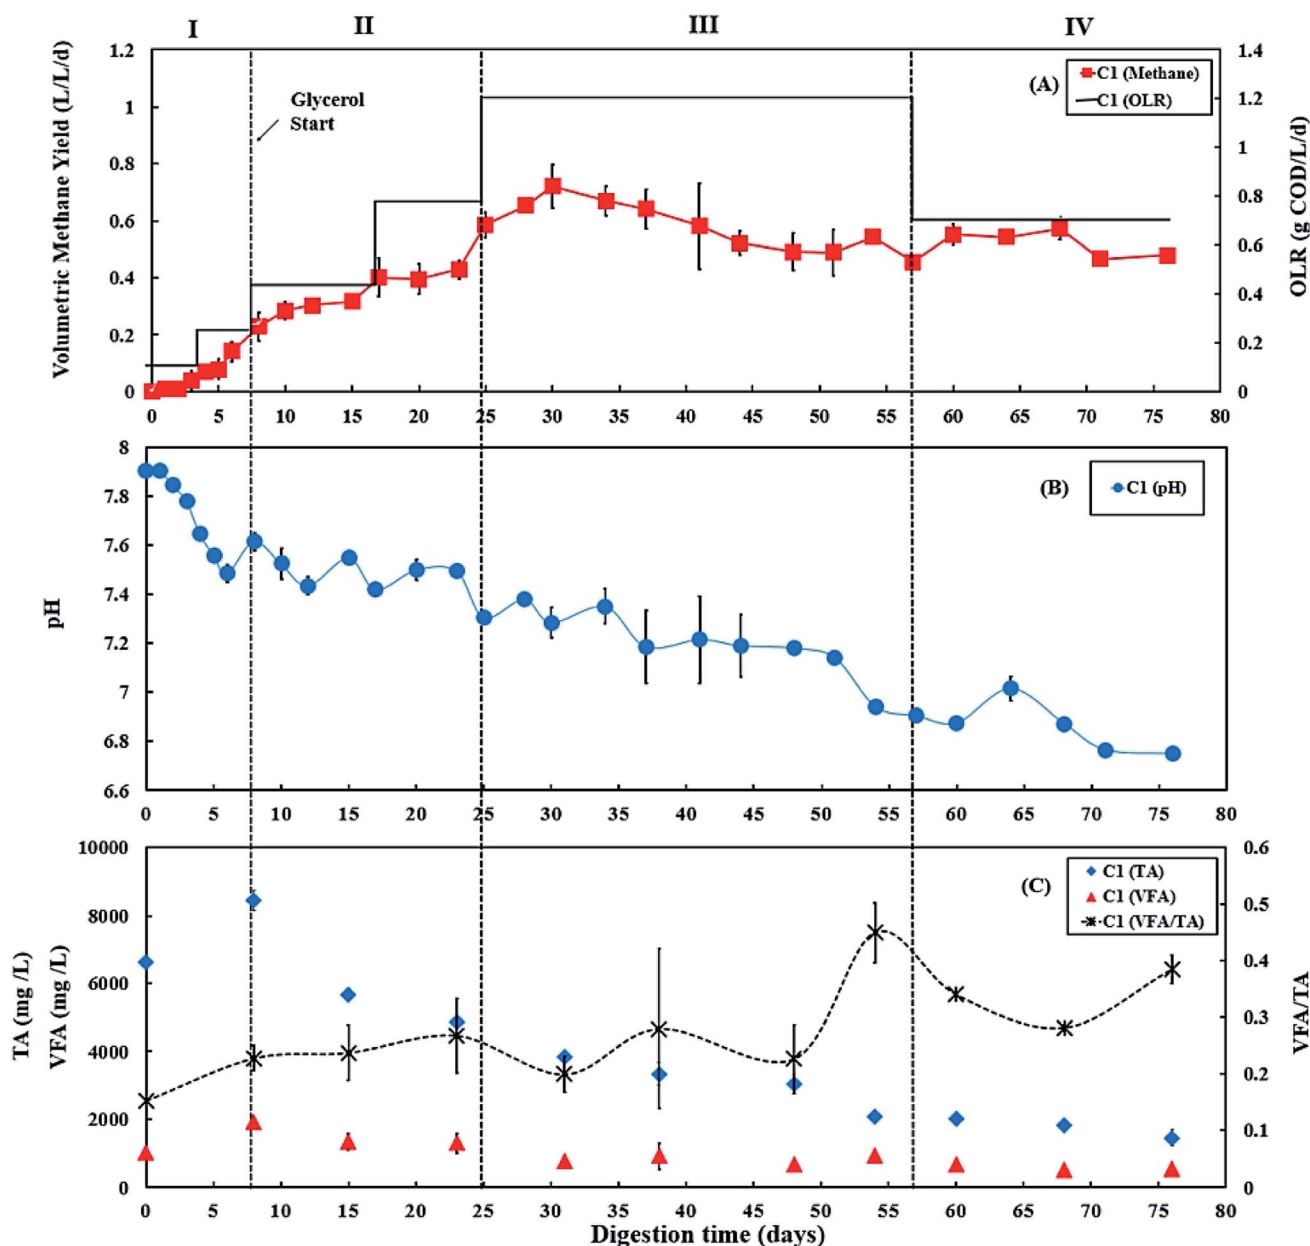 I II III IV
Volumetric Methane Yield (L/L/d)
1.2
1
0.8
0.6
0.4
0.2
0
Glycerol
Start
(A)
C1 (Methane)
C1 (OLR)
1.4
1.2
1
0.8
0.6
0.4
0.2
0
OLR (g COD/L/d)
0 5 10 15 20 25 30 35 40 45 50 55 60 65 70 75 80
pH
8
7.8
7.6
7.4
7.2
7
6.8
6.6
(B)
C1 (pH)
0 5 10 15 20 25 30 35 40 45 50 55 60 65 70 75 80
TA (mg /L)
VFA (mg /L)
10000
8000
6000
4000
2000
0
(C)
C1 (TA)
C1 (VFA)
C1 (VFA/TA)
0.6
0.5
0.4
0.3
0.2
0.1
0
VFA/TA
0 5 10 15 20 25 30 35 40 45 50 55 60 65 70 75 80
Digestion time (days)